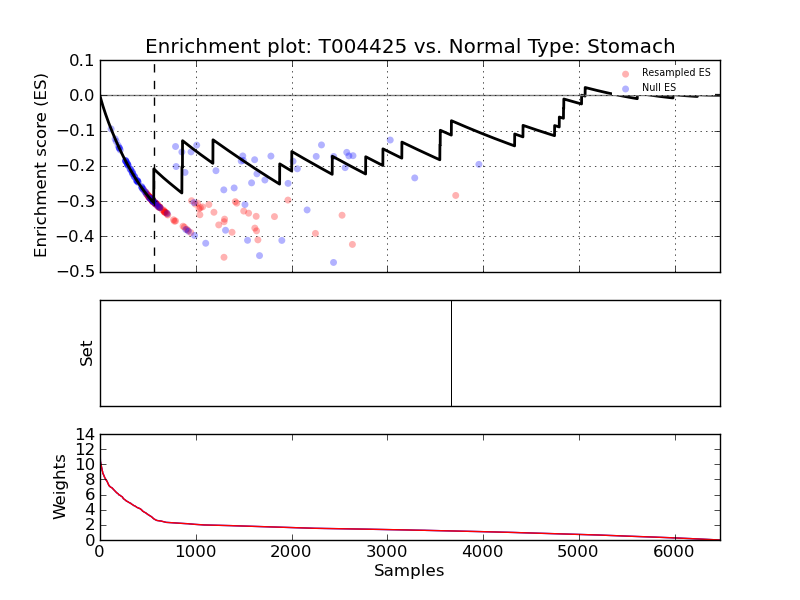 Enrichment plot: T004425 vs. Normal Type: Stomach
Enrichment score (ES)
0.1
0.0
−0.1
−0.2
−0.3
−0.4
−0.5
Resampled ES
Null ES
Set
Weights
14
12
10
8
6
4
2
0
0 1000 2000 3000 4000 5000 6000
Samples